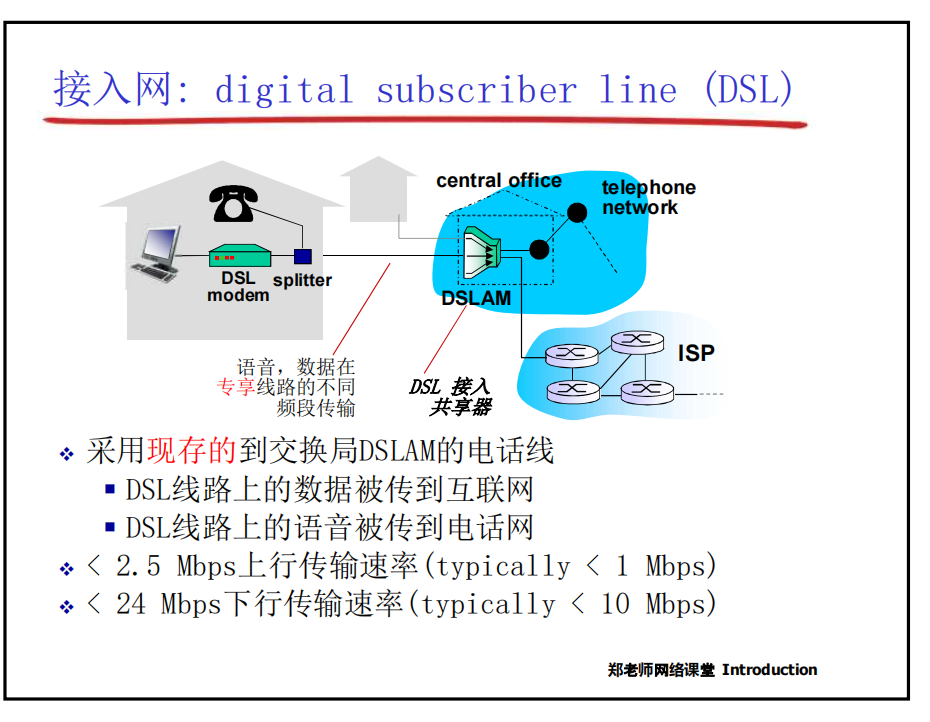 接入网: digital subscriber line (DSL)
central office
telephone
network
DSL
modem
splitter
DSLAM
ISP
语音，数据在
专享线路的不同
频段传输
DSL 接入
共享器
采用现存的到交换局DSLAM的电话线
DSL线路上的数据被传到互联网
DSL线路上的语音被传到电话网
< 2.5 Mbps上行传输速率(typically < 1 Mbps)
< 24 Mbps下行传输速率(typically < 10 Mbps)
郑老师网络课堂 Introduction